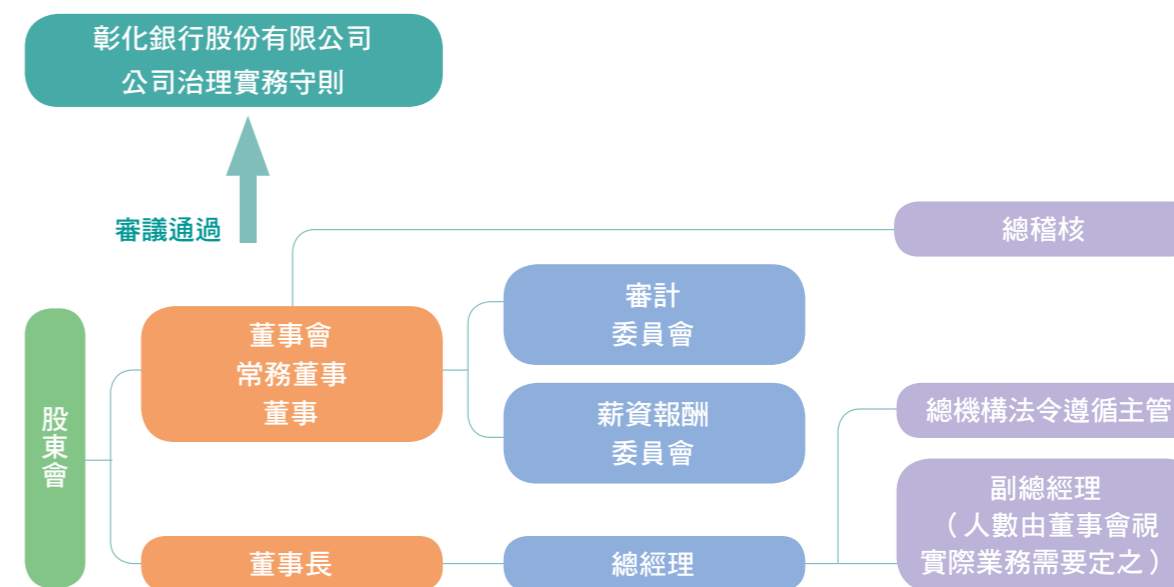 彰化銀行股份有限公司
公司治理實務守則
審議通過
總稽核
股東會
董事會
常務董事
董事
審計
委員會
薪資報酬
委員會
總機構法令遵循主管
副總經理
（人數由董事會視
實際業務需要定之）
董事長
總經理